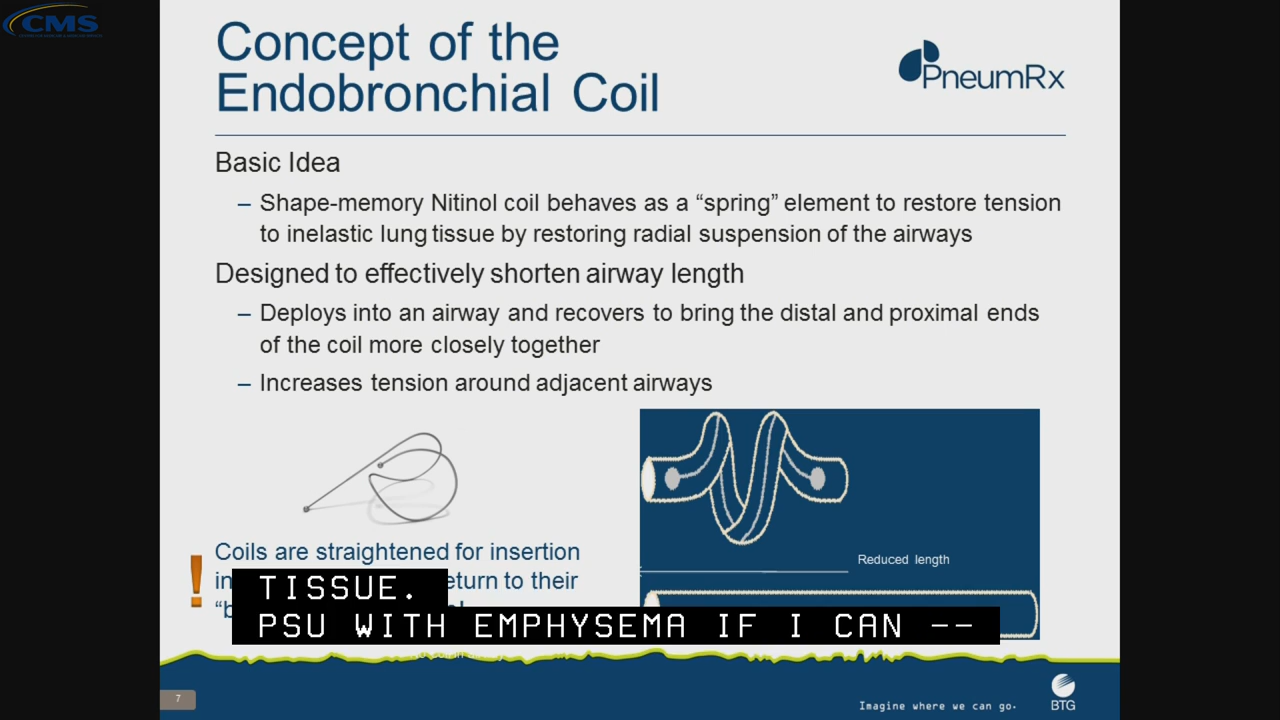 CMS
Concept of the
Endobronchial Coil
PneumRx
Basic Idea
– Shape-memory Nitinol coil behaves as a “spring” element to restore tension
to inelastic lung tissue by restoring radial suspension of the airways
Designed to effectively shorten airway length
– Deploys into an airway and recovers to bring the distal and proximal ends
of the coil more closely together
– Increases tension around adjacent airways
! Coils are straightened for insertion
eturn to their
Reduced length
TISSUE.
PSU WITH EMPHYSEMA IF I CAN --
7
Imagine where we can go.
BTG